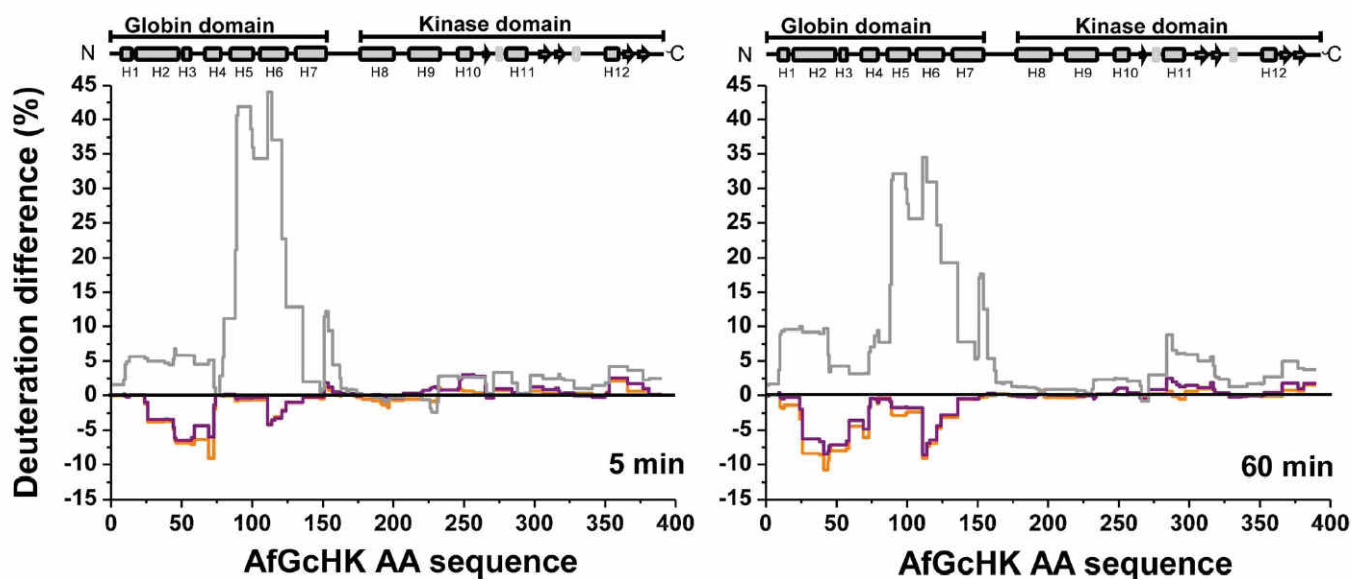 Globin domain Kinase domain
N C
H1 H2 H3 H4 H5 H6 H7 H8 H9 H10 H11 H12
Deuteration difference (%)
45
40
35
30
25
20
15
10
5
0
-5
-10
-15
5 min
0 50 100 150 200 250 300 350 400
AfGcHK AA sequence
Globin domain Kinase domain
N C
H1 H2 H3 H4 H5 H6 H7 H8 H9 H10 H11 H12
45
40
35
30
25
20
15
10
5
0
-5
-10
-15
60 min
0 50 100 150 200 250 300 350 400
AfGcHK AA sequence